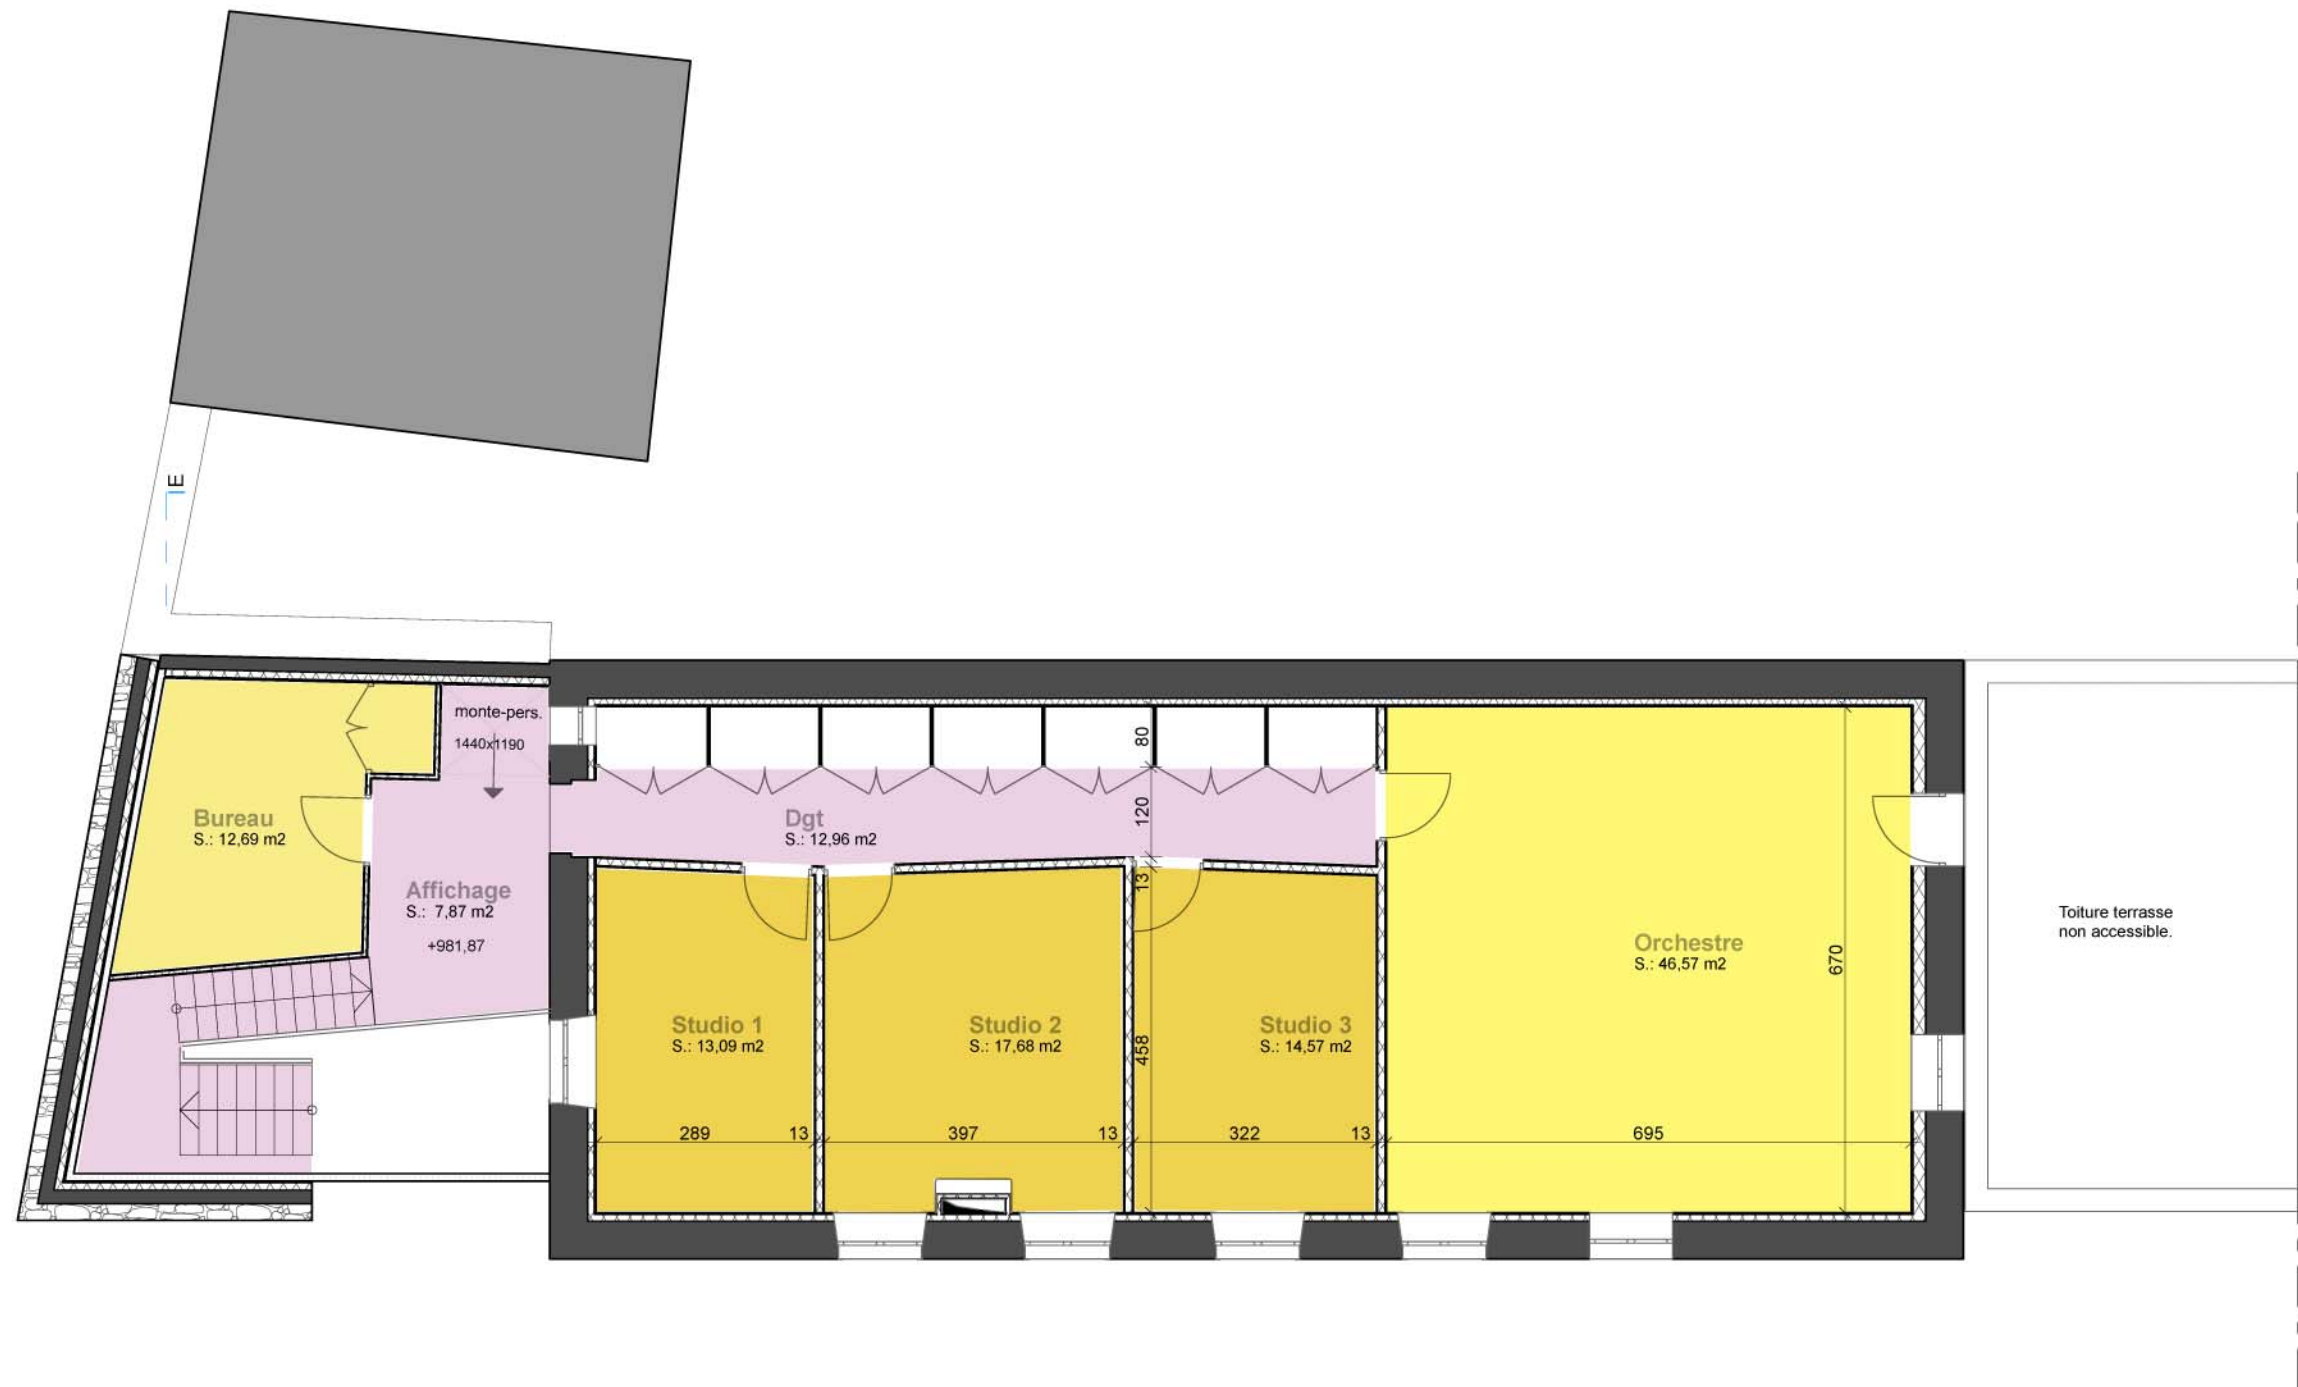 E
monte-pers.
1440x1190
Bureau
S.: 12,69 m2
Affichage
S.: 7,87 m2
+981,87
Dgt
S.: 12,96 m2
80
120
13
458
Studio 1
S.: 13,09 m2
Studio 2
S.: 17,68 m2
Studio 3
S.: 14,57 m2
289
13
397
13
322
13
695
Orchestre
S.: 46,57 m2
670
Toiture terrasse
non accessible.